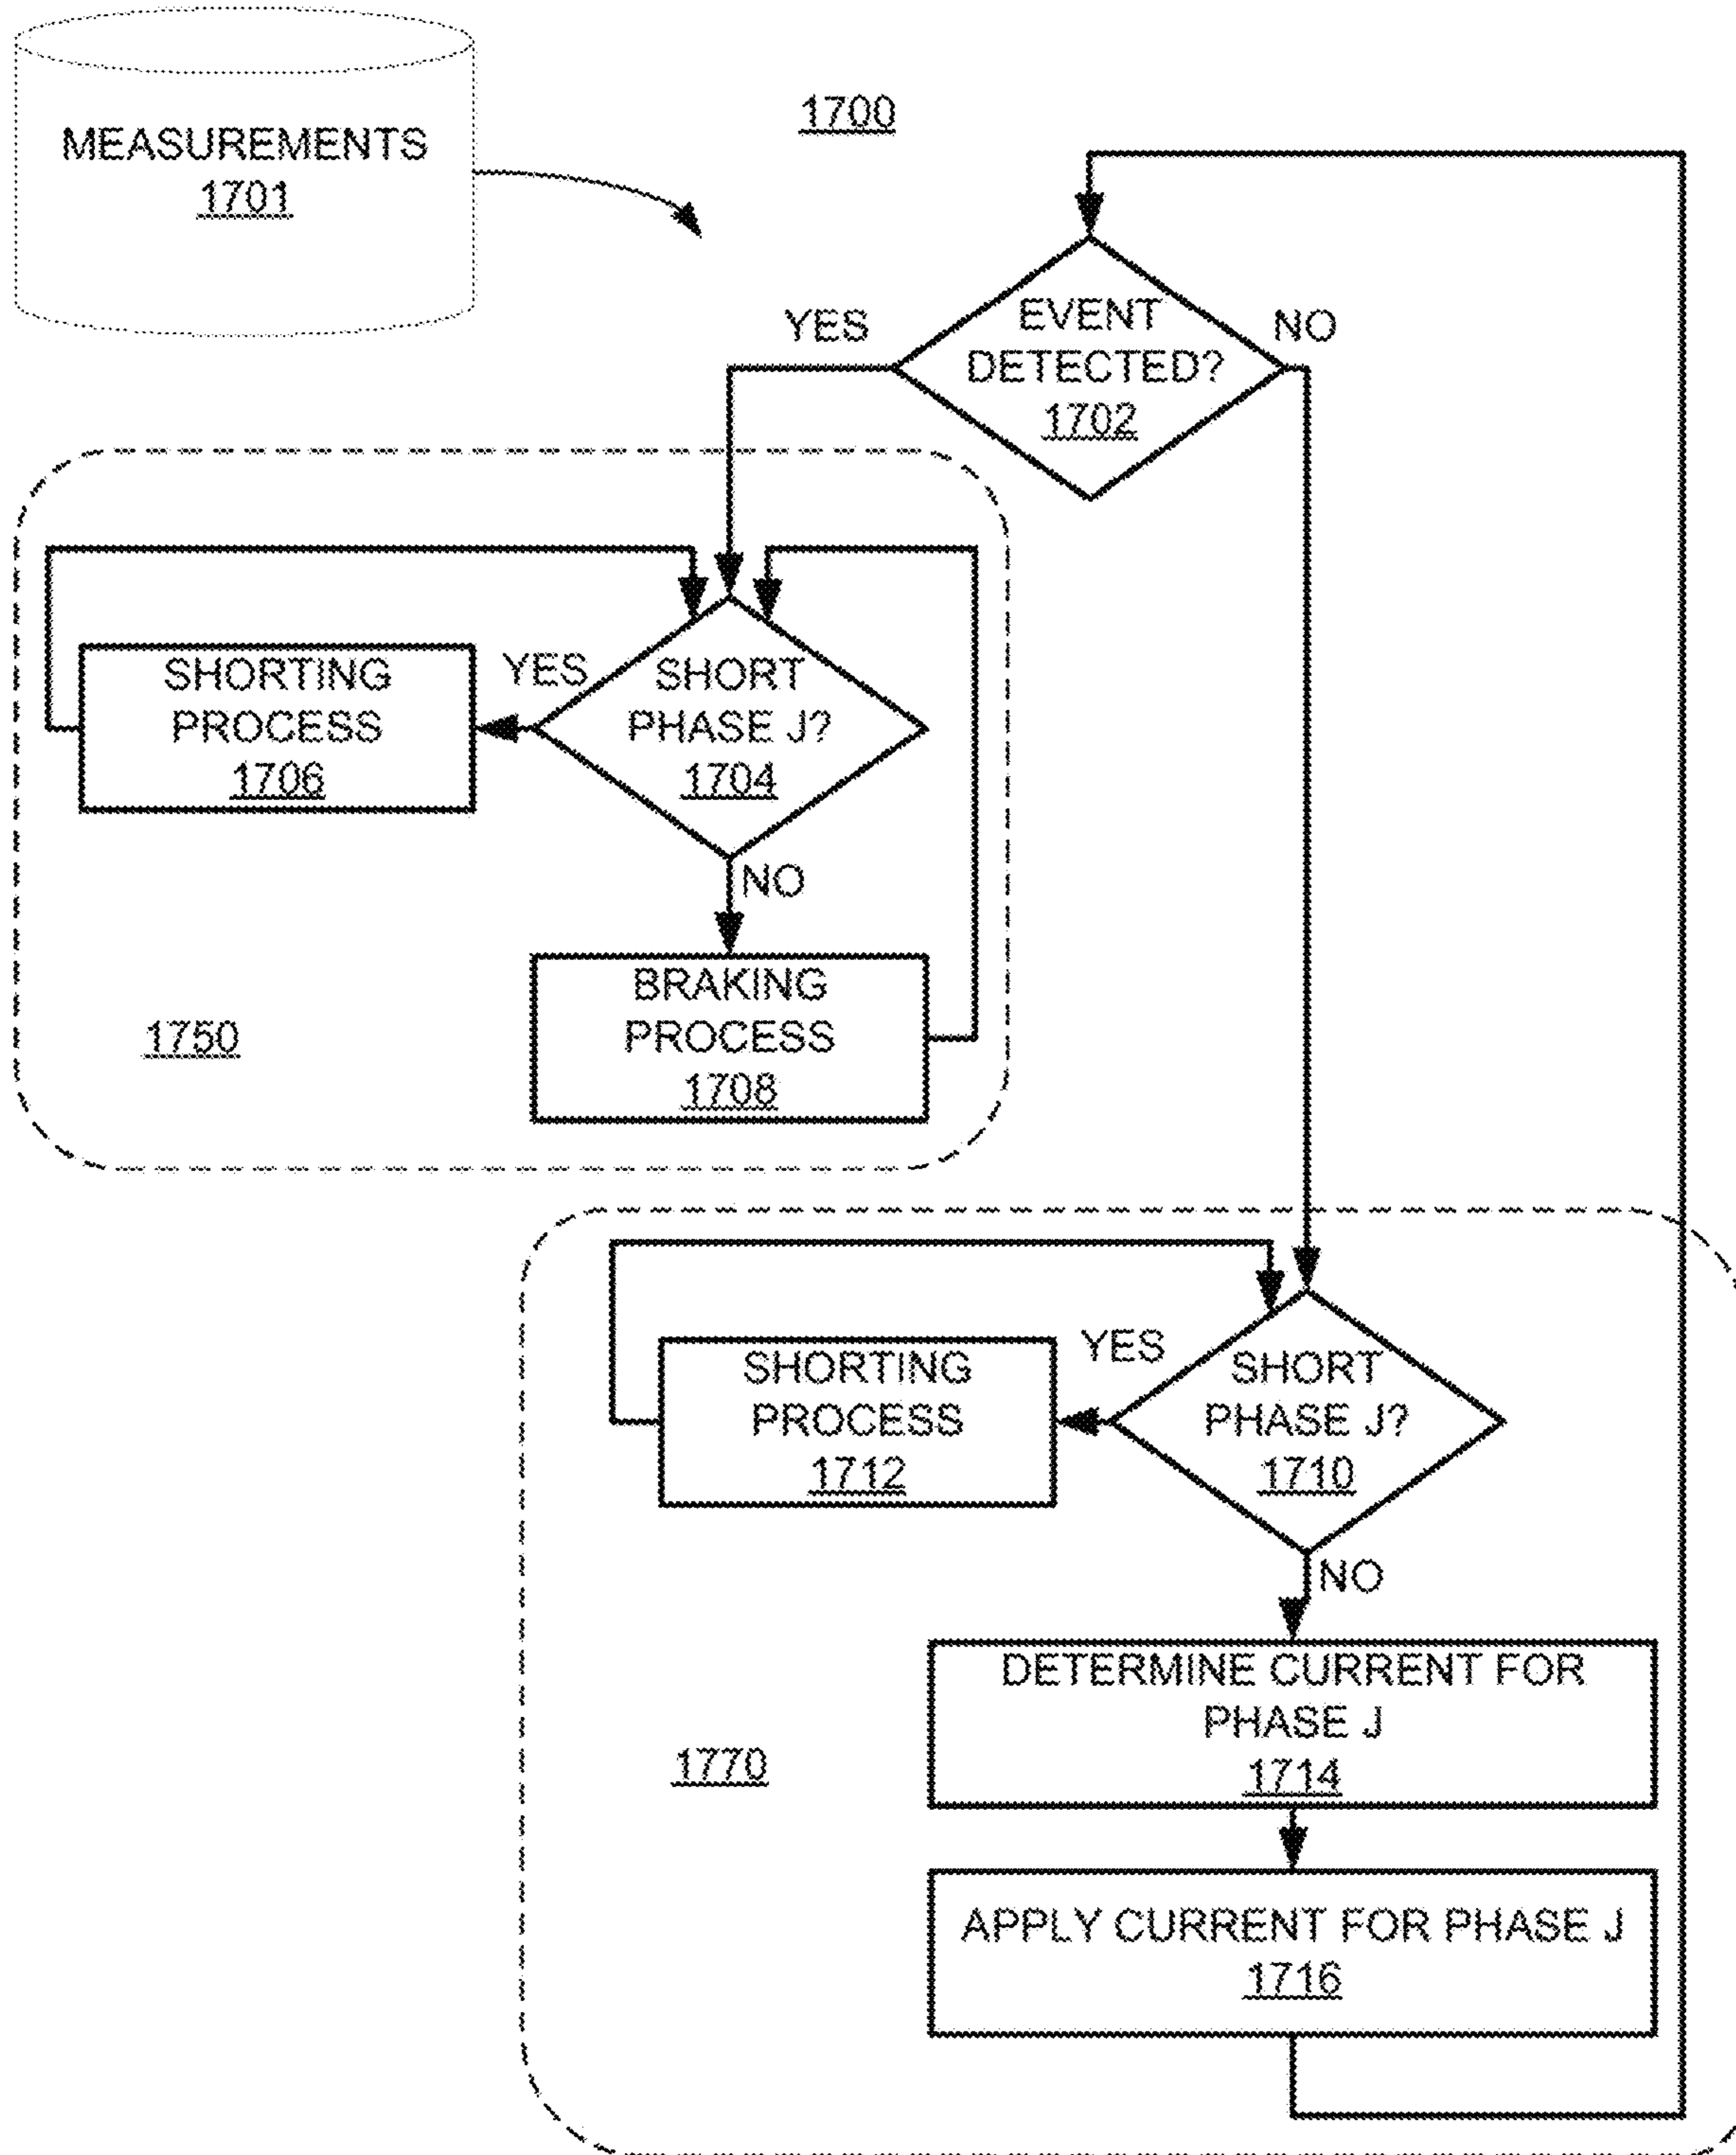 MEASUREMENTS
1701
1700
EVENT
DETECTED?
1702
YES
NO
SHORT
PHASE J?
1704
YES
NO
SHORTING
PROCESS
1706
BRAKING
PROCESS
1708
1750
SHORT
PHASE J?
1710
YES
NO
SHORTING
PROCESS
1712
DETERMINE CURRENT FOR
PHASE J
1714
1770
APPLY CURRENT FOR PHASE J
1716